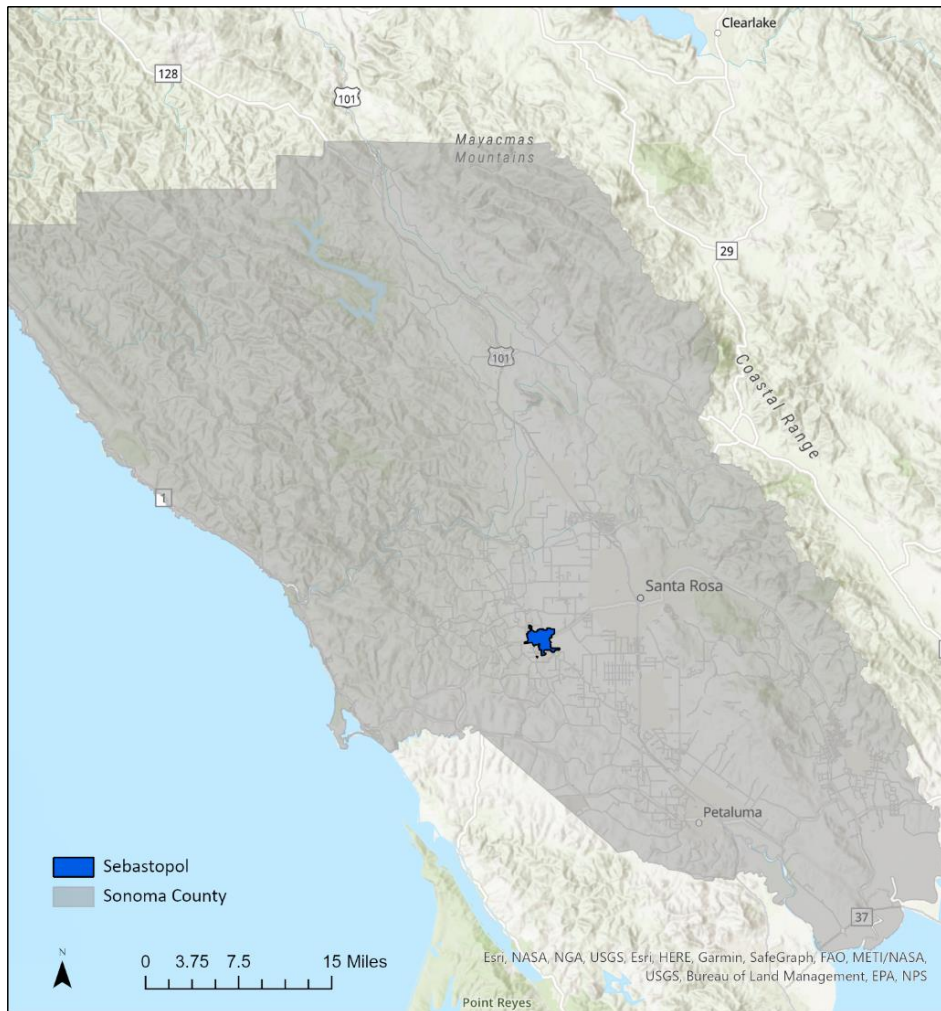 Clearlake
128
101
Mayacmas
Mountains
29
101
Coastal Range
1
Santa Rosa
Petaluma
Sebastopol
Sonoma County
37
N
0 3.75 7.5 15 Miles
Esri, NASA, NGA, USGS, Esri, HERE, Garmin, SafeGraph, FAO, METI/NASA,
USGS, Bureau of Land Management, EPA, NPS
Point Reyes